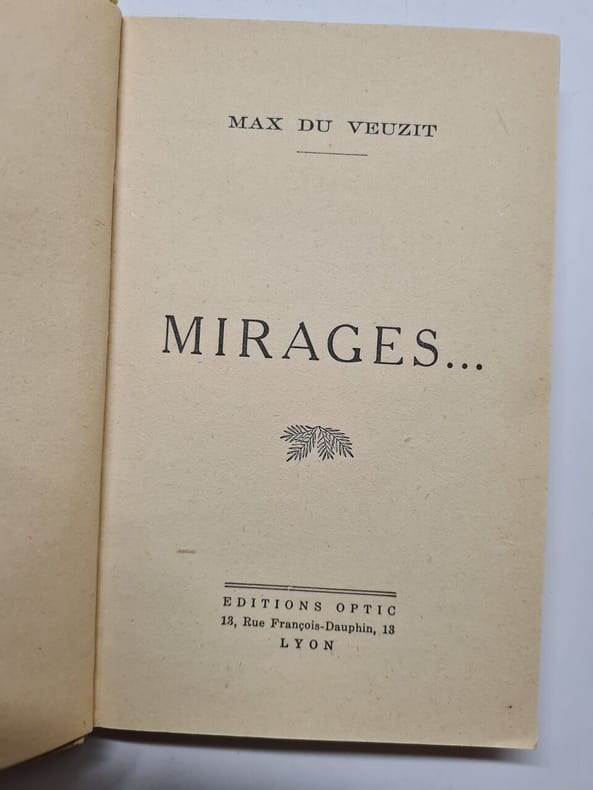 MAX DU VEUZIT
MIRAGES...
EDITIONS OPTIC
13, Rue François-Dauphin, 13
LYON